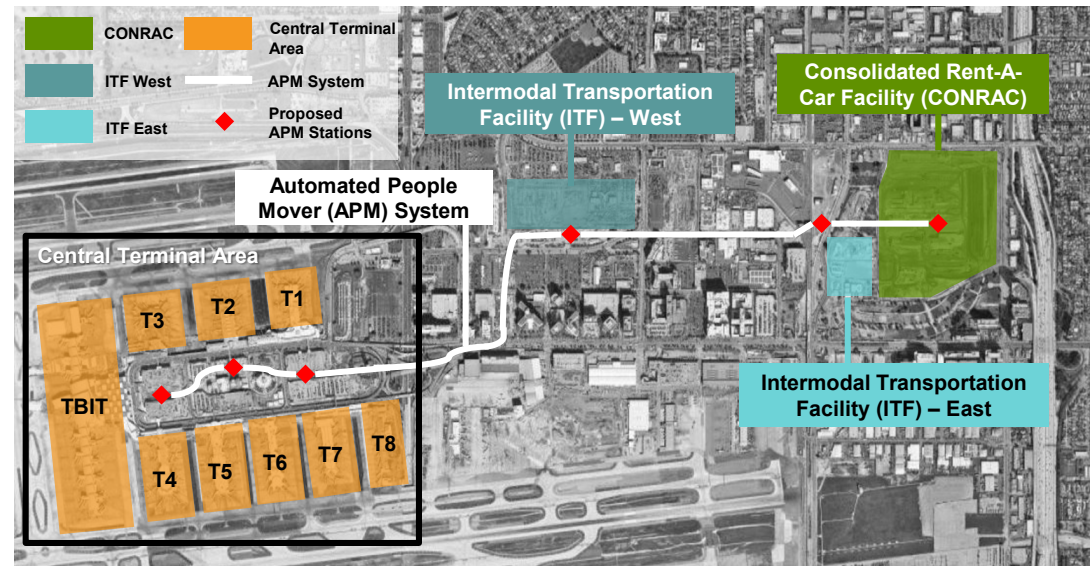 CONRAC
Central Terminal
Area
ITF West
APM System
ITF East
Proposed
APM Stations
Intermodal Transportation
Facility (ITF) – West
Consolidated Rent-A-
Car Facility (CONRAC)
Automated People
Mover (APM) System
Central Terminal Area
T1
T2
T3
TBIT
T4
T5
T6
T7
T8
Intermodal Transportation
Facility (ITF) – East